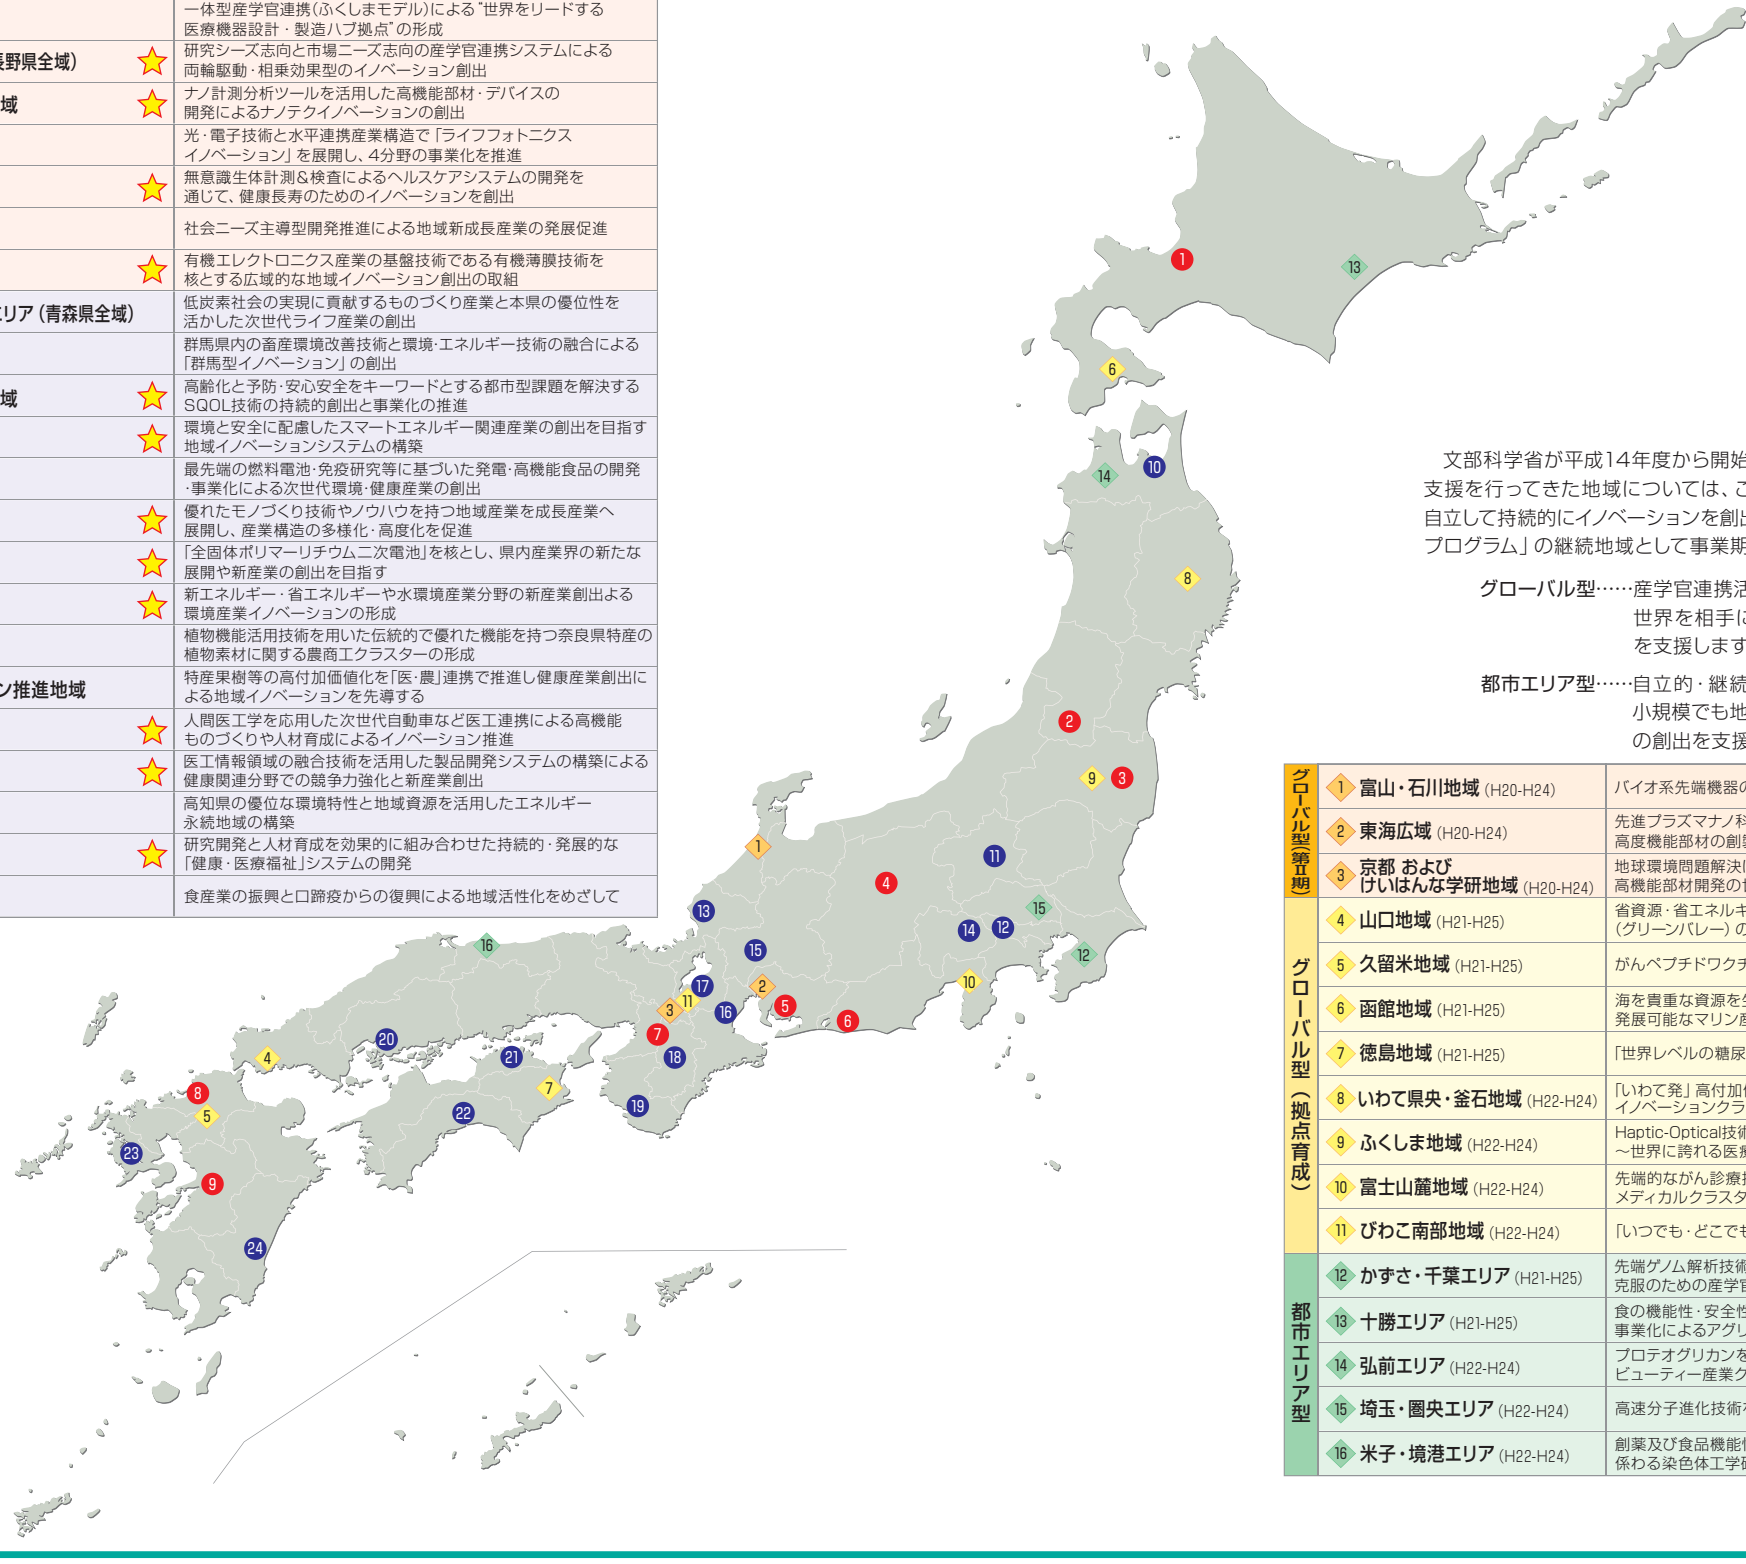 一体型産学官連携(ふくしまモデル)による“世界をリードする
医療機器設計・製造ハブ拠点”の形成
長野県全域）
研究シーズ志向と市場ニーズ志向の産学官連携システムによる
両輪駆動・相乗効果型のイノベーション創出
域
ナノ計測分析ツールを活用した高機能部材・デバイスの
開発によるナノテクイノベーションの創出
光・電子技術と水平連携産業構造で「ライフフォトニクス
イノベーション」を展開し、4分野の事業化を推進
無意識生体計測&検査によるヘルスケアシステムの開発を
通じて、健康長寿のためのイノベーションを創出
社会ニーズ主導型開発推進による地域新成長産業の発展促進
有機エレクトロニクス産業の基盤技術である有機薄膜技術を
核とする広域的な地域イノベーション創出の取組
エリア（青森県全域）
低炭素社会の実現に貢献するものづくり産業と本県の優位性を
活かした次世代ライフ産業の創出
群馬県内の畜産環境改善技術と環境・エネルギー技術の融合による
「群馬型イノベーション」の創出
域
高齢化と予防・安心安全をキーワードとする都市型課題を解決する
SQOL技術の持続的創出と事業化の推進
環境と安全に配慮したスマートエネルギー関連産業の創出を目指す
地域イノベーションシステムの構築
最先端の燃料電池・免疫研究等に基づいた発電・高機能食品の開発
・事業化による次世代環境・健康産業の創出
優れたモノづくり技術やノウハウを持つ地域産業を成長産業へ
展開し、産業構造の多様化・高度化を促進
「全固体ポリマーリチウム二次電池」を核とし、県内産業界の新たな
展開や新産業の創出を目指す
新エネルギー・省エネルギーや水環境産業分野の新産業創出よる
環境産業イノベーションの形成
植物機能活用技術を用いた伝統的で優れた機能を持つ奈良県特産の
植物素材に関する農商工クラスターの形成
ン推進地域
特産果樹等の高付加価値化を「医・農」連携で推進し健康産業創出に
よる地域イノベーションを先導する
人間医工学を応用した次世代自動車など医工連携による高機能
ものづくりや人材育成によるイノベーション推進
医工情報領域の融合技術を活用した製品開発システムの構築による
健康関連分野での競争力強化と新産業創出
高知県の優位な環境特性と地域資源を活用したエネルギー
永続地域の構築
研究開発と人材育成を効果的に組み合わせた持続的・発展的な
「健康・医療福祉」システムの開発
食産業の振興と口蹄疫からの復興による地域活性化をめざして
1
13
6
10
14
8
2
9
3
1
11
4
13
15
14
12
16
15
12
17
2
10
11
3
16
5
6
7
20
18
4
21
7
8
5
22
19
23
9
24
文部科学省が平成14年度から開始
支援を行ってきた地域については、こ
自立して持続的にイノベーションを創出
プログラム」の継続地域として事業期
グローバル型……産学官連携活
世界を相手に
を支援します
都市エリア型……自立的・継続
小規模でも地
の創出を支援
グローバル型(第Ⅱ期)
1 富山・石川地域 (H20-H24)
バイオ系先端機器の
2 東海広域 (H20-H24)
先進プラズマナノ科
高度機能部材の創製
3 京都 および
けいはんな学研地域 (H20-H24)
地球環境問題解決に
高機能部材開発の世
グローバル型（拠点育成）
4 山口地域 (H21-H25)
省資源・省エネルギ
（グリーンバレー）の
5 久留米地域 (H21-H25)
がんペプチドワクチ
6 函館地域 (H21-H25)
海を貴重な資源を生
発展可能なマリン産
7 徳島地域 (H21-H25)
「世界レベルの糖尿
8 いわて県央・釜石地域 (H22-H24)
「いわて発」高付加価
イノベーションクラ
9 ふくしま地域 (H22-H24)
Haptic-Optical技術
〜世界に誇れる医療
10 富士山麓地域 (H22-H24)
先端的ながん診療技
メディカルクラスタ
11 びわこ南部地域 (H22-H24)
「いつでも・どこでも
都市エリア型
12 かずさ・千葉エリア (H21-H25)
先端ゲノム解析技術
克服のための産学官
13 十勝エリア (H21-H25)
食の機能性・安全性
事業化によるアグリ
14 弘前エリア (H22-H24)
プロテオグリカンを
ビューティー産業ク
15 埼玉・圏央エリア (H22-H24)
高速分子進化技術を
16 米子・境港エリア (H22-H24)
創薬及び食品機能性
係わる染色体工学研